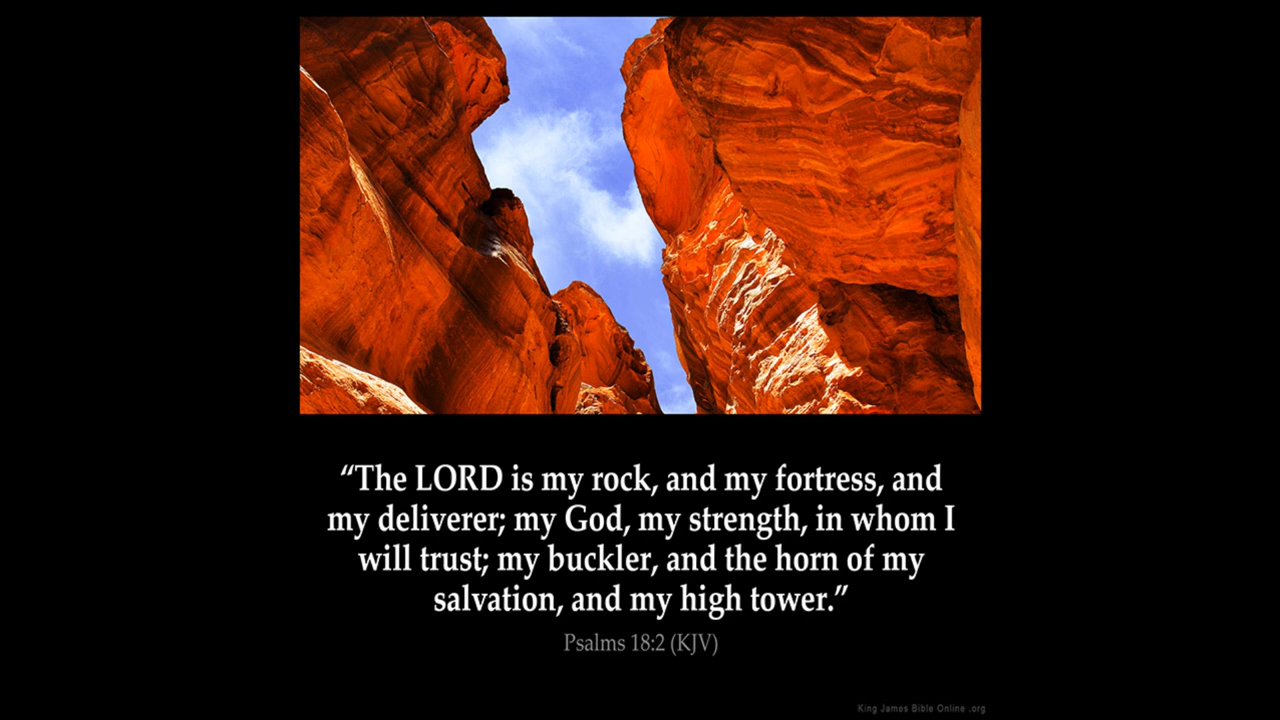 “The LORD is my rock, and my fortress, and
my deliverer; my God, my strength, in whom I
will trust; my buckler, and the horn of my
salvation, and my high tower.”
Psalms 18:2 (KJV)
King James Bible Online .org